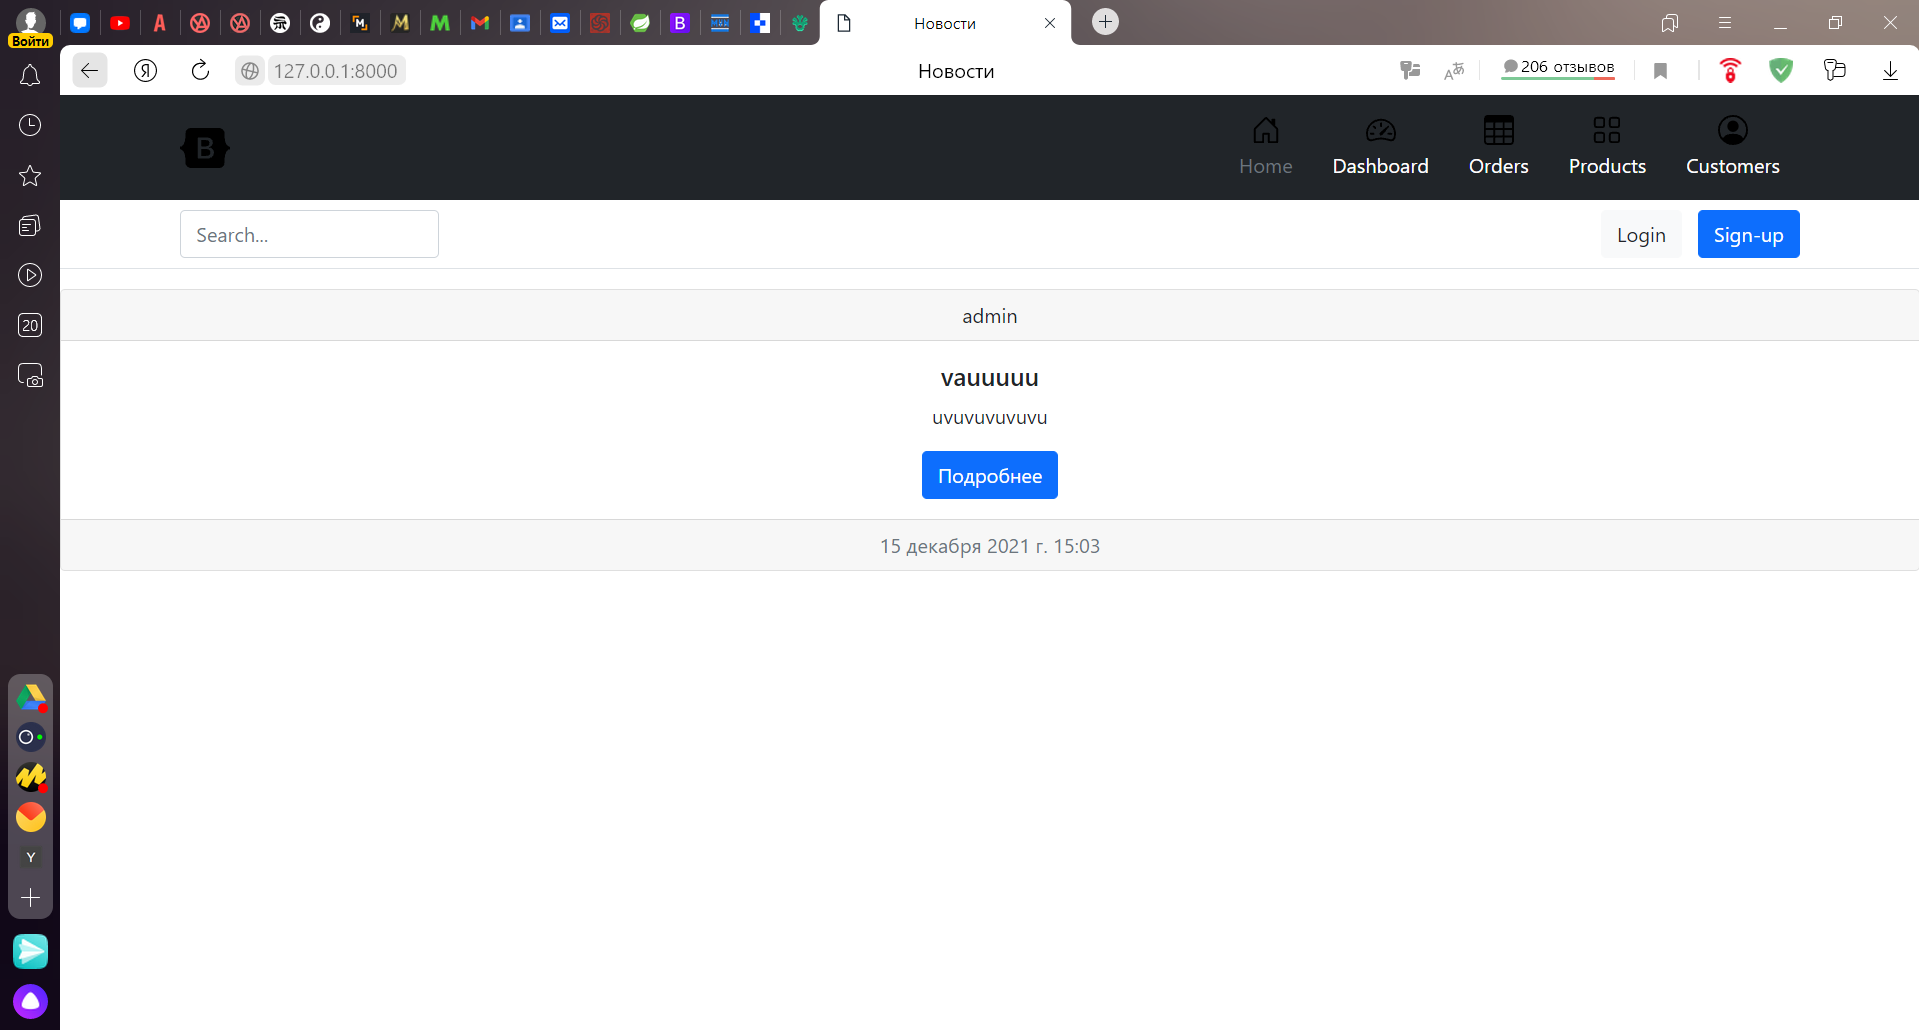 Новости
Войти
Я
127.0.0.1:8000
Новости
206 отзывов
B
Home
Dashboard
Orders
Products
Customers
Search...
Login
Sign-up
20
admin
vauuuuu
uvuvuvuvuvu
Подробнее
15 декабря 2021 г. 15:03
Y